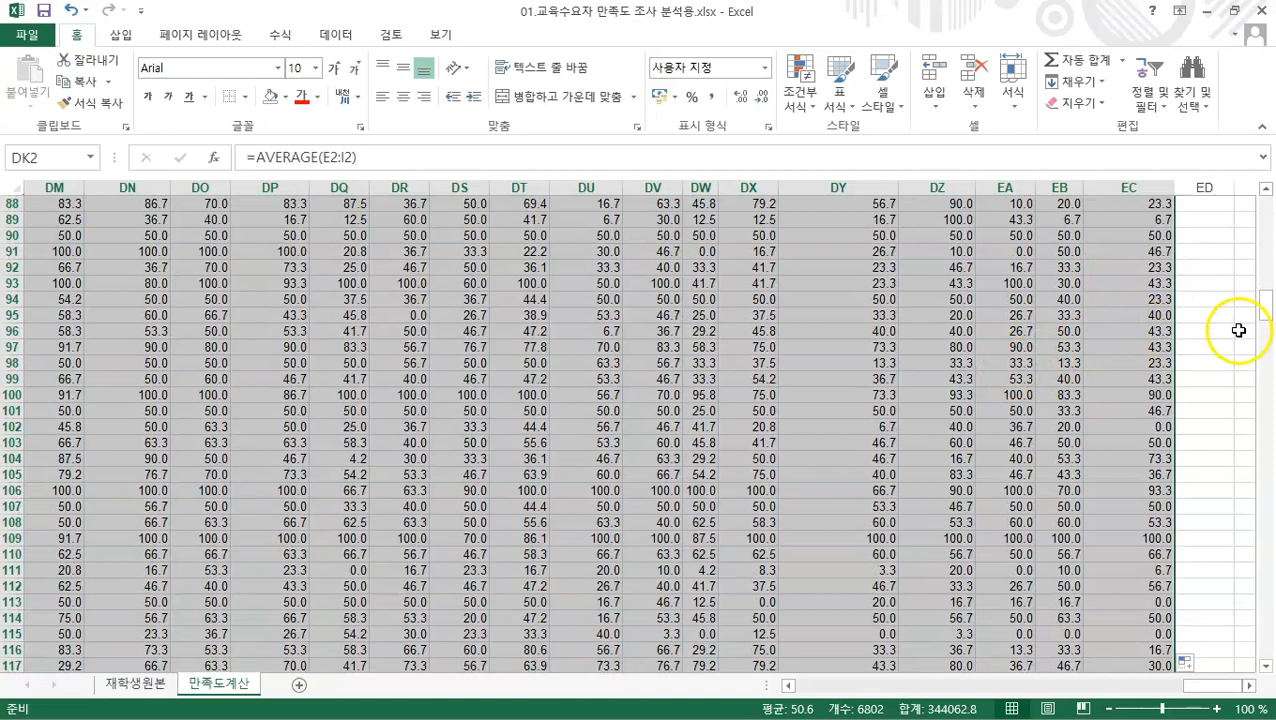 01.교육수요자 만족도 조사 분석용.xlsx - Excel
파일 홈 삽입 페이지 레이아웃 수식 데이터 검토 보기
붙여넣기 잘라내기 복사 서식 복사 클립보드
Arial 10 가 가 가 가 가 가 내천 글꼴
텍스트 줄 바꿈 병합하고 가운데 맞춤 맞춤
사용자 지정 % , 표시 형식
조건부 서식 표 서식 셀 스타일 스타일
삽입 삭제 서식 셀
자동 합계 채우기 지우기 정렬 및 필터 찾기 및 선택 편집
DK2 fx =AVERAGE(E2:I2)
DM DN DO DP DQ DR DS DT DU DV DW DX DY DZ EA EB EC ED
88 83.3 86.7 70.0 83.3 87.5 36.7 50.0 69.4 16.7 63.3 45.8 79.2 56.7 90.0 10.0 20.0 23.3
89 62.5 36.7 40.0 16.7 12.5 60.0 50.0 41.7 6.7 30.0 12.5 12.5 16.7 100.0 43.3 6.7 6.7
90 50.0 50.0 50.0 50.0 50.0 50.0 50.0 50.0 50.0 50.0 50.0 50.0 50.0 50.0 50.0 50.0 50.0
91 100.0 100.0 100.0 100.0 20.8 36.7 33.3 22.2 30.0 46.7 0.0 16.7 26.7 10.0 0.0 50.0 46.7
92 66.7 36.7 70.0 73.3 25.0 46.7 50.0 36.1 33.3 40.0 33.3 41.7 23.3 46.7 16.7 33.3 23.3
93 100.0 80.0 100.0 93.3 36.7 100.0 60.0 100.0 50.0 100.0 41.7 41.7 23.3 43.3 100.0 30.0 43.3
94 54.2 50.0 50.0 50.0 37.5 36.7 36.7 44.4 50.0 50.0 50.0 50.0 50.0 50.0 50.0 40.0 23.3
95 58.3 60.0 66.7 43.3 45.8 0.0 26.7 38.9 53.3 46.7 25.0 37.5 33.3 20.0 26.7 33.3 40.0
96 58.3 53.3 50.0 53.3 41.7 50.0 46.7 47.2 6.7 36.7 29.2 45.8 40.0 40.0 26.7 50.0 43.3
97 91.7 90.0 80.0 90.0 83.3 56.7 76.7 77.8 70.0 83.3 58.3 75.0 73.3 80.0 90.0 53.3 43.3
98 50.0 50.0 50.0 50.0 50.0 56.7 50.0 50.0 63.3 56.7 33.3 37.5 13.3 33.3 33.3 13.3 23.3
99 66.7 50.0 60.0 46.7 41.7 40.0 46.7 47.2 53.3 46.7 33.3 54.2 36.7 43.3 53.3 40.0 43.3
100 91.7 100.0 100.0 86.7 100.0 100.0 100.0 100.0 56.7 70.0 95.8 75.0 73.3 93.3 100.0 83.3 90.0
101 50.0 50.0 50.0 50.0 50.0 50.0 50.0 50.0 50.0 50.0 25.0 50.0 50.0 50.0 50.0 33.3 46.7
102 45.8 50.0 63.3 50.0 25.0 36.7 33.3 44.4 56.7 46.7 41.7 20.8 6.7 40.0 36.7 20.0 0.0
103 66.7 63.3 63.3 63.3 58.3 40.0 50.0 55.6 53.3 60.0 45.8 41.7 46.7 60.0 46.7 50.0 50.0
104 87.5 90.0 50.0 46.7 4.2 30.0 33.3 36.1 46.7 63.3 29.2 50.0 46.7 16.7 40.0 53.3 73.3
105 79.2 76.7 70.0 73.3 54.2 53.3 46.7 63.9 60.0 66.7 54.2 75.0 40.0 83.3 46.7 43.3 36.7
106 100.0 100.0 100.0 100.0 66.7 63.3 90.0 100.0 100.0 100.0 100.0 100.0 66.7 90.0 100.0 70.0 93.3
107 50.0 56.7 50.0 50.0 33.3 40.0 50.0 44.4 50.0 50.0 50.0 50.0 53.3 46.7 50.0 50.0 50.0
108 50.0 66.7 63.3 66.7 62.5 63.3 50.0 55.6 63.3 40.0 62.5 58.3 60.0 53.3 60.0 60.0 53.3
109 91.7 100.0 100.0 100.0 100.0 100.0 70.0 86.1 100.0 100.0 87.5 100.0 100.0 100.0 100.0 100.0 100.0
110 62.5 66.7 66.7 63.3 66.7 56.7 46.7 58.3 66.7 63.3 62.5 62.5 60.0 56.7 50.0 56.7 66.7
111 20.8 16.7 53.3 23.3 0.0 16.7 23.3 16.7 20.0 10.0 4.2 8.3 3.3 20.0 0.0 10.0 6.7
112 62.5 46.7 40.0 43.3 50.0 46.7 46.7 47.2 50.0 40.0 41.7 37.5 46.7 33.3 26.7 50.0 56.7
113 50.0 50.0 50.0 50.0 50.0 50.0 50.0 50.0 16.7 46.7 12.5 0.0 20.0 16.7 16.7 16.7 0.0
114 75.0 56.7 63.3 66.7 58.3 53.3 20.0 44.4 50.0 53.3 45.8 50.0 56.7 50.0 63.3 50.0 50.0
115 50.0 23.3 36.7 26.7 54.2 30.0 23.3 33.3 40.0 3.3 0.0 12.5 0.0 3.3 0.0 0.0 0.0
116 83.3 73.3 53.3 53.3 58.3 66.7 60.0 80.6 56.7 66.7 29.2 75.0 33.3 36.7 13.3 33.3 16.7
117 29.2 66.7 63.3 70.0 41.7 73.3 56.7 63.9 73.3 76.7 79.2 79.2 43.3 80.0 36.7 46.7 30.0
재학생원본 만족도계산
준비 평균: 50.6 개수: 6802 합계: 344062.8 100 %